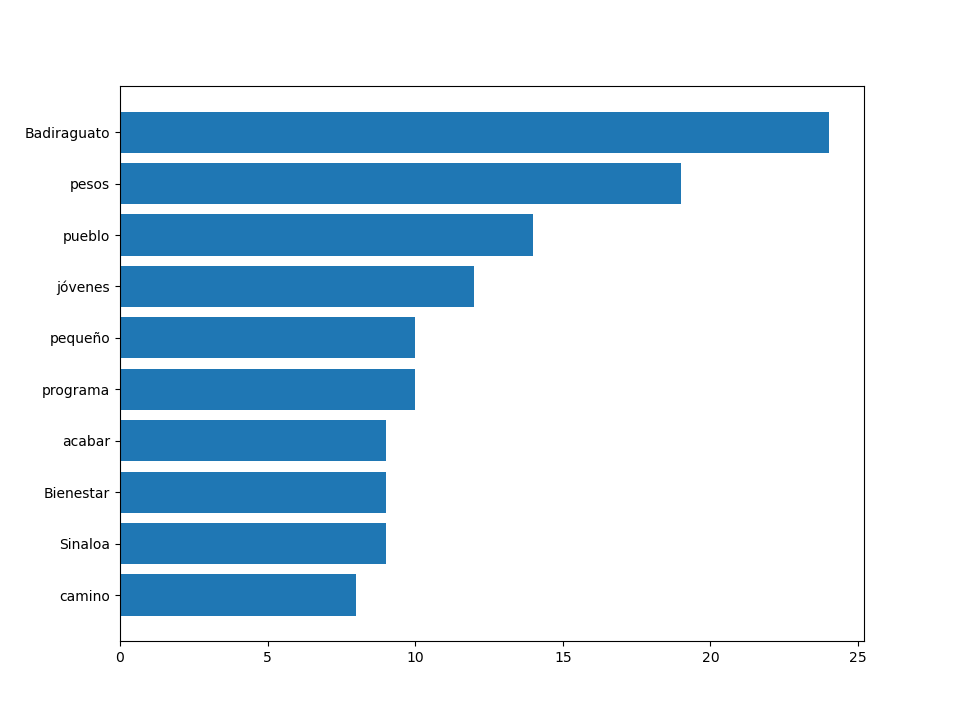 Badiraguato
pesos
pueblo
jóvenes
pequeño
programa
acabar
Bienestar
Sinaloa
camino
0 5 10 15 20 25